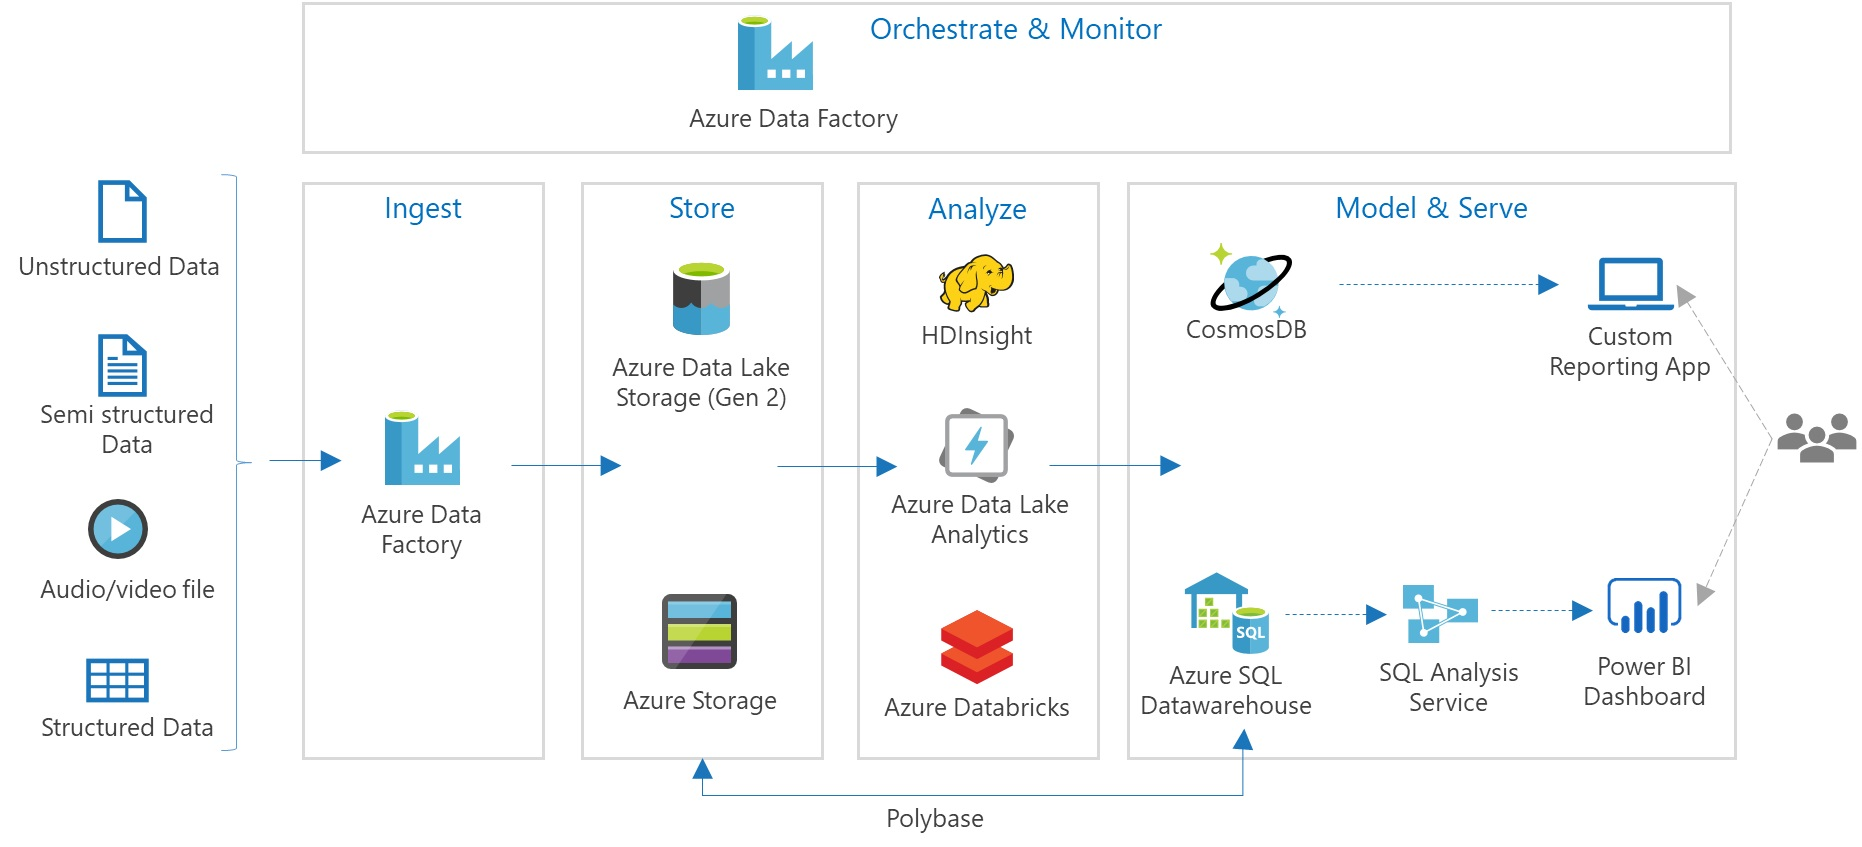 Orchestrate & Monitor
Azure Data Factory
Unstructured Data
Semi structured
Data
Audio/video file
Structured Data
Ingest
Azure Data
Factory
Store
Azure Data Lake
Storage (Gen 2)
Azure Storage
Analyze
HDInsight
Azure Data Lake
Analytics
Azure Databricks
Model & Serve
CosmosDB
Custom
Reporting App
SQL
Azure SQL
Datawarehouse
SQL Analysis
Service
Power BI
Dashboard
Polybase